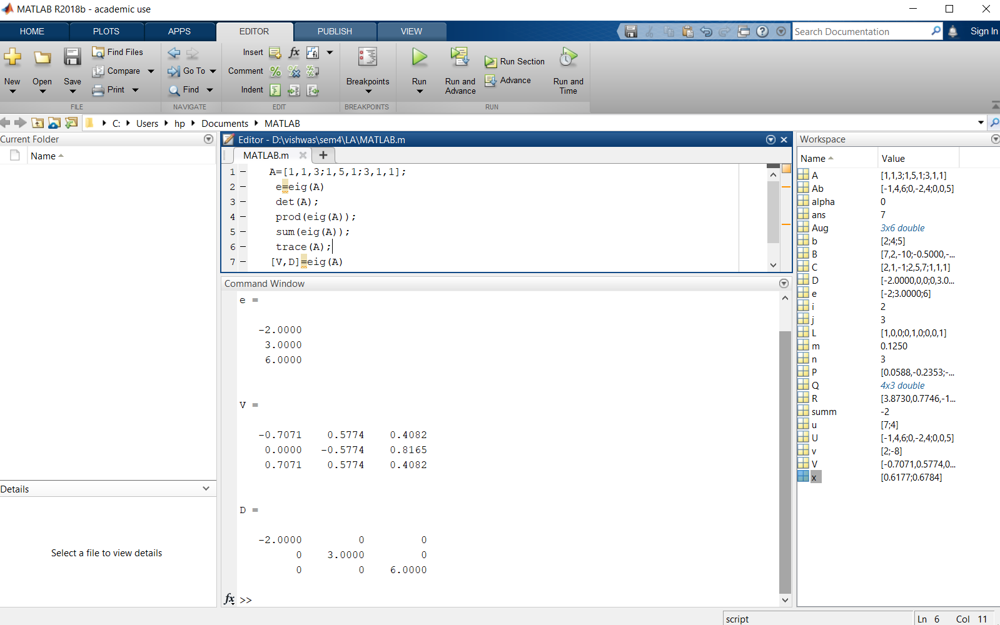 MATLAB R2018b - academic use
HOME PLOTS APPS EDITOR PUBLISH VIEW
Search Documentation
Sign In
New
Open
Save
Find Files
Compare
Print
FILE
Go To
Find
NAVIGATE
Insert
fx
fi
Comment
%
Indent
EDIT
Breakpoints
BREAKPOINTS
Run
Run and Advance
Run Section
Advance
Run and Time
RUN
C: Users hp Documents MATLAB
Current Folder
Name
Details
Select a file to view details
Editor - D:\vishwas\sem4\LA\MATLAB.m
MATLAB.m
1 – A=[1,1,3;1,5,1;3,1,1];
2 – e=eig(A)
3 – det(A);
4 – prod(eig(A));
5 – sum(eig(A));
6 – trace(A);
7 – [V,D]=eig(A)
Command Window
e =
-2.0000
3.0000
6.0000
V =
-0.7071 0.5774 0.4082
0.0000 -0.5774 0.8165
0.7071 0.5774 0.4082
D =
-2.0000 0 0
0 3.0000 0
0 0 6.0000
fx >>
Workspace
Name Value
A [1,1,3;1,5,1;3,1,1]
Ab [-1,4,6;0,-2,4;0,0,5]
alpha 0
ans 7
Aug 3x6 double
b [2;4;5]
B [7,2,-10;-0.5000,-...
C [2,1,-1;2,5,7;1,1,1]
D [-2.0000,0,0;0,3.0...
e [-2;3.0000;6]
i 2
j 3
L [1,0,0;0,1,0;0,0,1]
m 0.1250
n 3
P [0.0588,-0.2353;-...
Q 4x3 double
R [3.8730,0.7746,-1...
summ -2
u [7;4]
U [-1,4,6;0,-2,4;0,0,5]
v [2;-8]
V [-0.7071,0.5774,0...
x [0.6177;0.6784]
script
Ln 6 Col 11